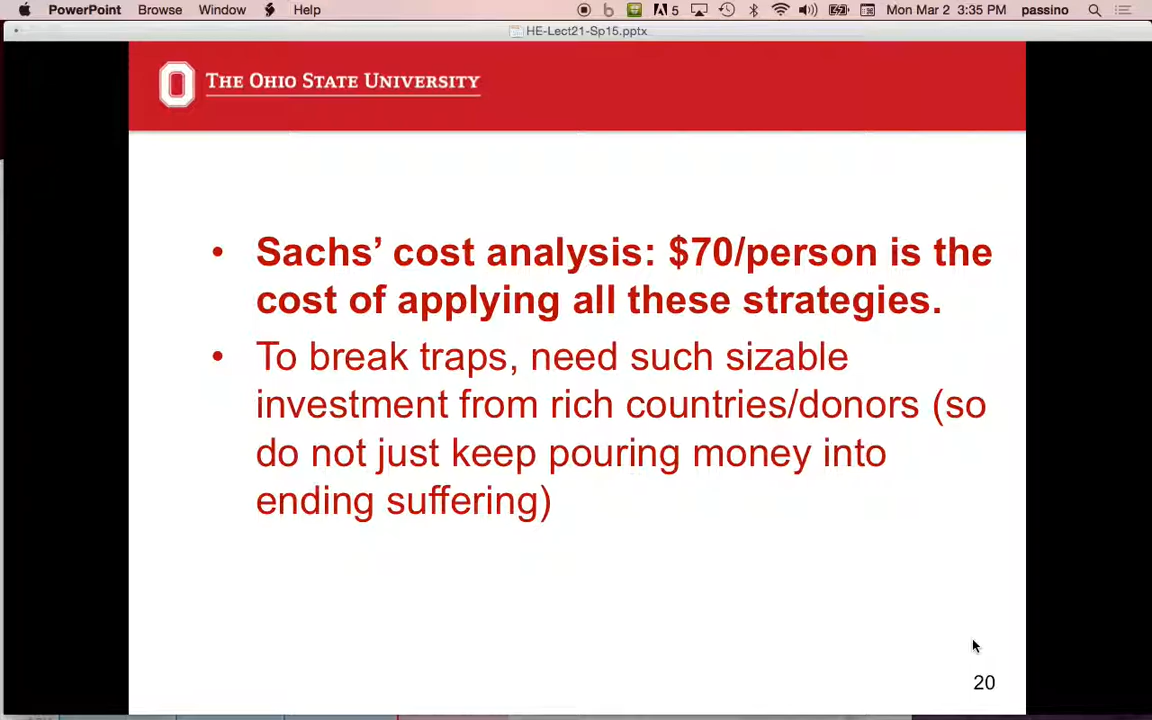 PowerPoint Browse Window Help 5 Mon Mar 2 3:35 PM passino
HE-Lect21-Sp15.pptx
THE OHIO STATE UNIVERSITY
• Sachs’ cost analysis: $70/person is the
cost of applying all these strategies.
• To break traps, need such sizable
investment from rich countries/donors (so
do not just keep pouring money into
ending suffering)
20